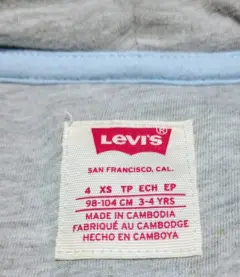 Levi's®
SAN FRANCISCO, CAL.
4 XS TP ECH EP
98-104 CM 3-4 YRS
MADE IN CAMBODIA
FABRIQUÉ AU CAMBODGE
HECHO EN CAMBOYA